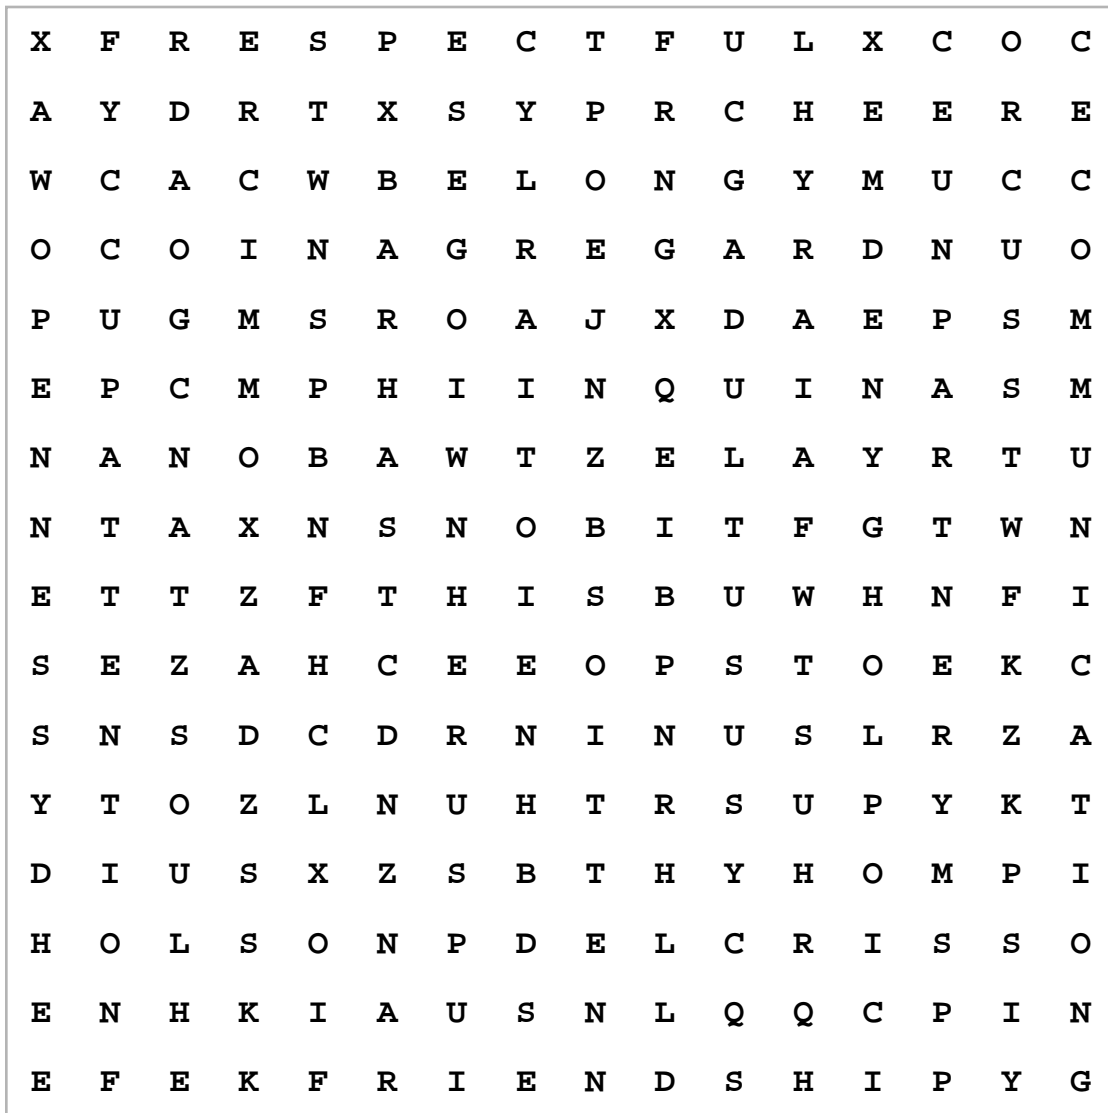 X F R E S P E C T F U L X C O C
A Y D R T X S Y P R C H E E R E
W C A C W B E L O N G Y M U C C
O C O I N A G R E G A R D N U O
P U G M S R O A J X D A E P S M
E P C M P H I I N Q U I N A S M
N A N O B A W T Z E L A Y R T U
N T A X N S N O B I T F G T W N
E T T Z F T H I S B U W H N F I
S E Z A H C E E O P S T O E K C
S N S D C D R N I N U S L R Z A
Y T O Z L N U H T R S U P Y K T
D I U S X Z S B T H Y H O M P I
H O L S O N P D E L C R I S S O
E N H K I A U S N L Q Q C P I N
E F E K F R I E N D S H I P Y G